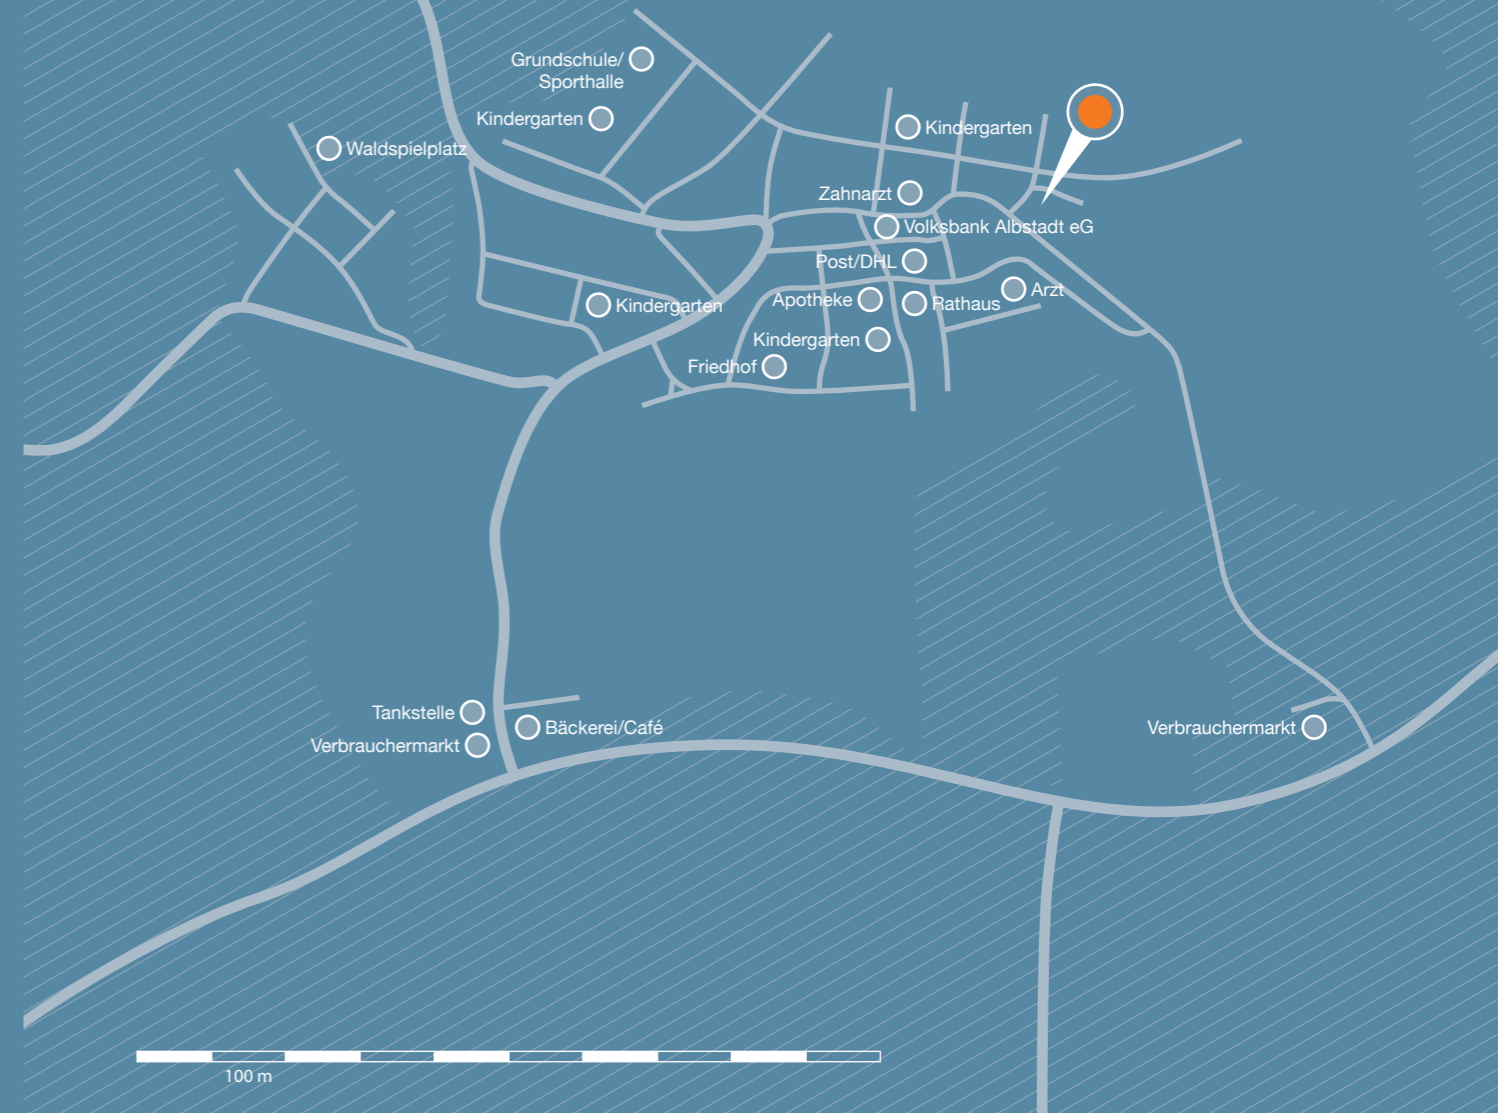 Grundschule/
Sporthalle
Kindergarten
Kindergarten
Waldspielplatz
Zahnarzt
Volksbank Albstadt eG
Post/DHL
Arzt
Apotheke
Rathaus
Kindergarten
Kindergarten
Friedhof
Tankstelle
Bäckerei/Café
Verbrauchermarkt
Verbrauchermarkt
100 m